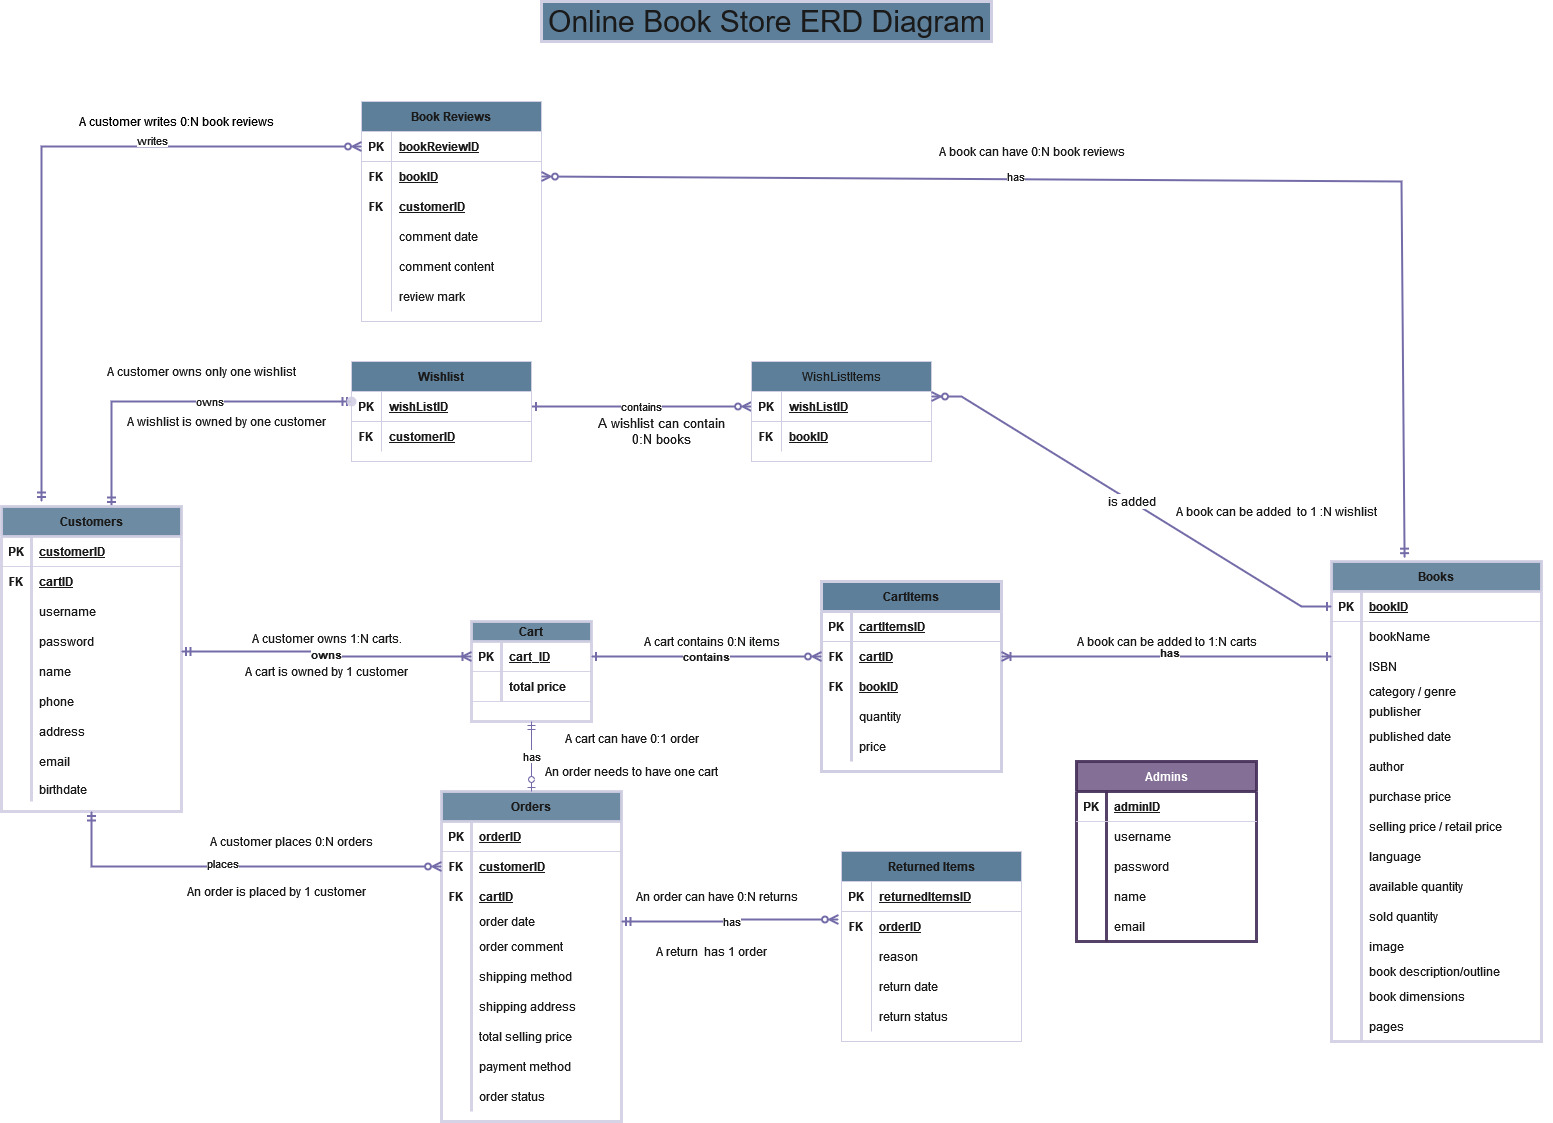 Online Book Store ERD Diagram
A customer writes 0:N book reviews
writes
Book Reviews
PK bookReviewID
FK bookID
FK customerID
comment date
comment content
review mark
A book can have 0:N book reviews
has
A customer owns only one wishlist
owns
A wishlist is owned by one customer
Wishlist
PK wishListID
FK customerID
contains
A wishlist can contain
0:N books
WishListItems
PK wishListID
FK bookID
is added
A book can be added to 1 :N wishlist
Customers
PK customerID
FK cartID
username
password
name
phone
address
email
birthdate
A customer owns 1:N carts.
owns
A cart is owned by 1 customer
Cart
PK cart_ID
total price
A cart contains 0:N items
contains
CartItems
PK cartItemsID
FK cartID
FK bookID
quantity
price
A book can be added to 1:N carts
has
Books
PK bookID
bookName
ISBN
category / genre
publisher
published date
author
purchase price
selling price / retail price
language
available quantity
sold quantity
image
book description/outline
book dimensions
pages
A cart can have 0:1 order
has
An order needs to have one cart
Admins
PK adminID
username
password
name
email
A customer places 0:N orders
places
An order is placed by 1 customer
Orders
PK orderID
FK customerID
FK cartID
order date
order comment
shipping method
shipping address
total selling price
payment method
order status
An order can have 0:N returns
has
A return has 1 order
Returned Items
PK returnedItemsID
FK orderID
reason
return date
return status